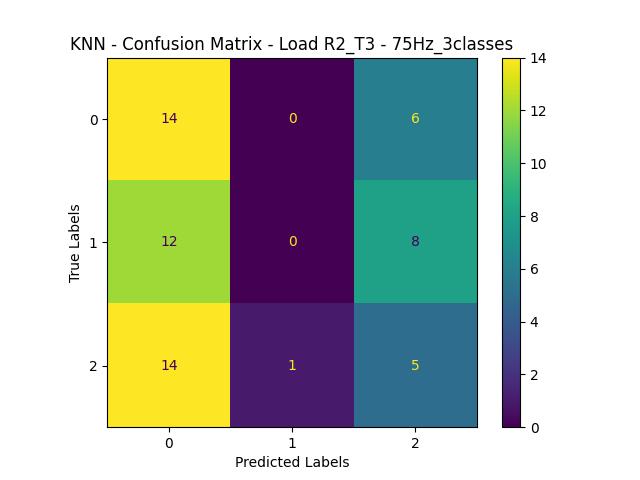 KNN - Confusion Matrix - Load R2_T3 - 75Hz_3classes
True Labels
0 14 0 6
1 12 0 8
2 14 1 5
0 1 2
Predicted Labels
14
12
10
8
6
4
2
0